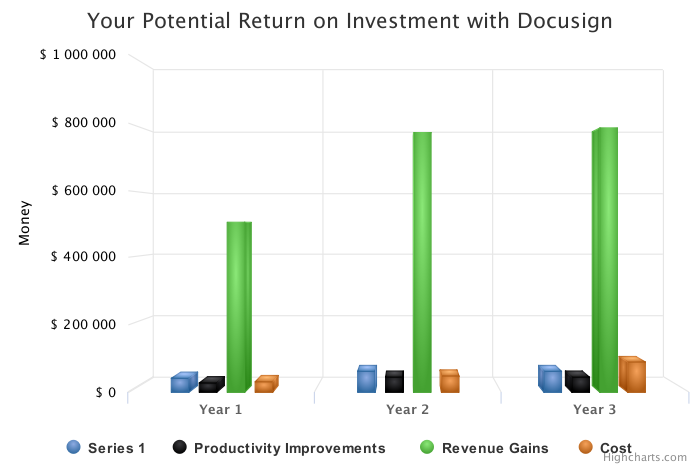 Your Potential Return on Investment with Docusign
$ 1 000 000
$ 800 000
$ 600 000
$ 400 000
$ 200 000
$ 0
Money
Year 1
Year 2
Year 3
Series 1
Productivity Improvements
Revenue Gains
Cost
Highcharts.com